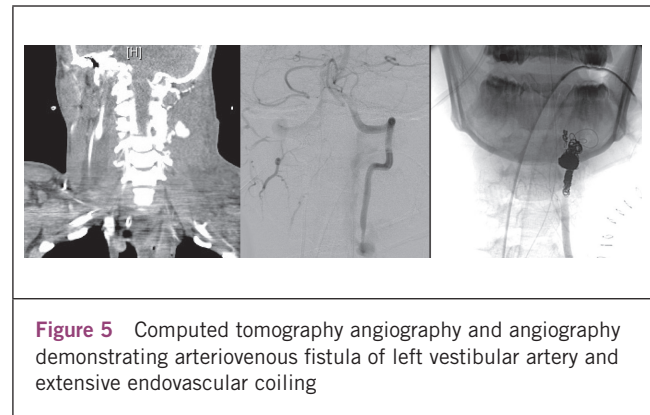 [H]
Figure 5 Computed tomography angiography and angiography
demonstrating arteriovenous fistula of left vestibular artery and
extensive endovascular coiling